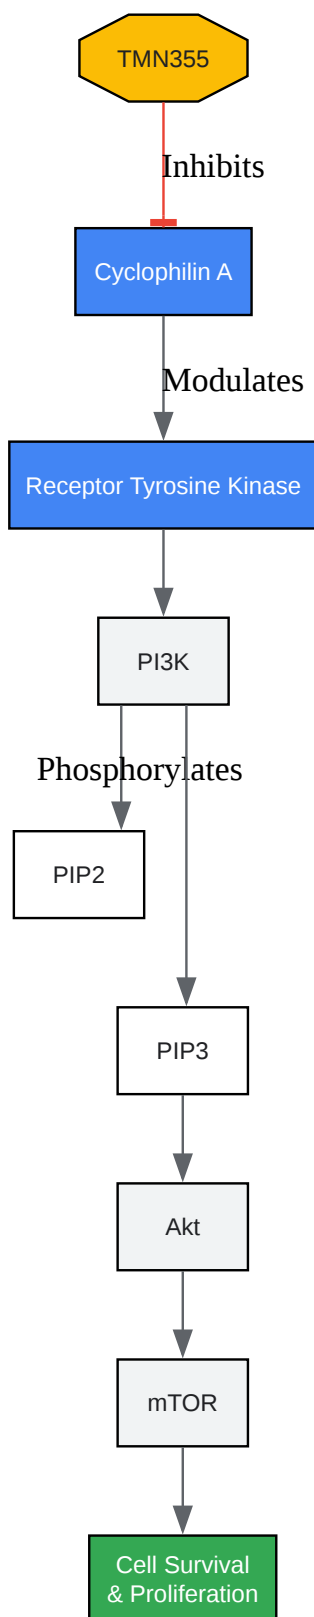 TMN355
Inhibits
Cyclophilin A
Modulates
Receptor Tyrosine Kinase
PI3K
Phosphorylates
PIP2
PIP3
Akt
mTOR
Cell Survival
& Proliferation